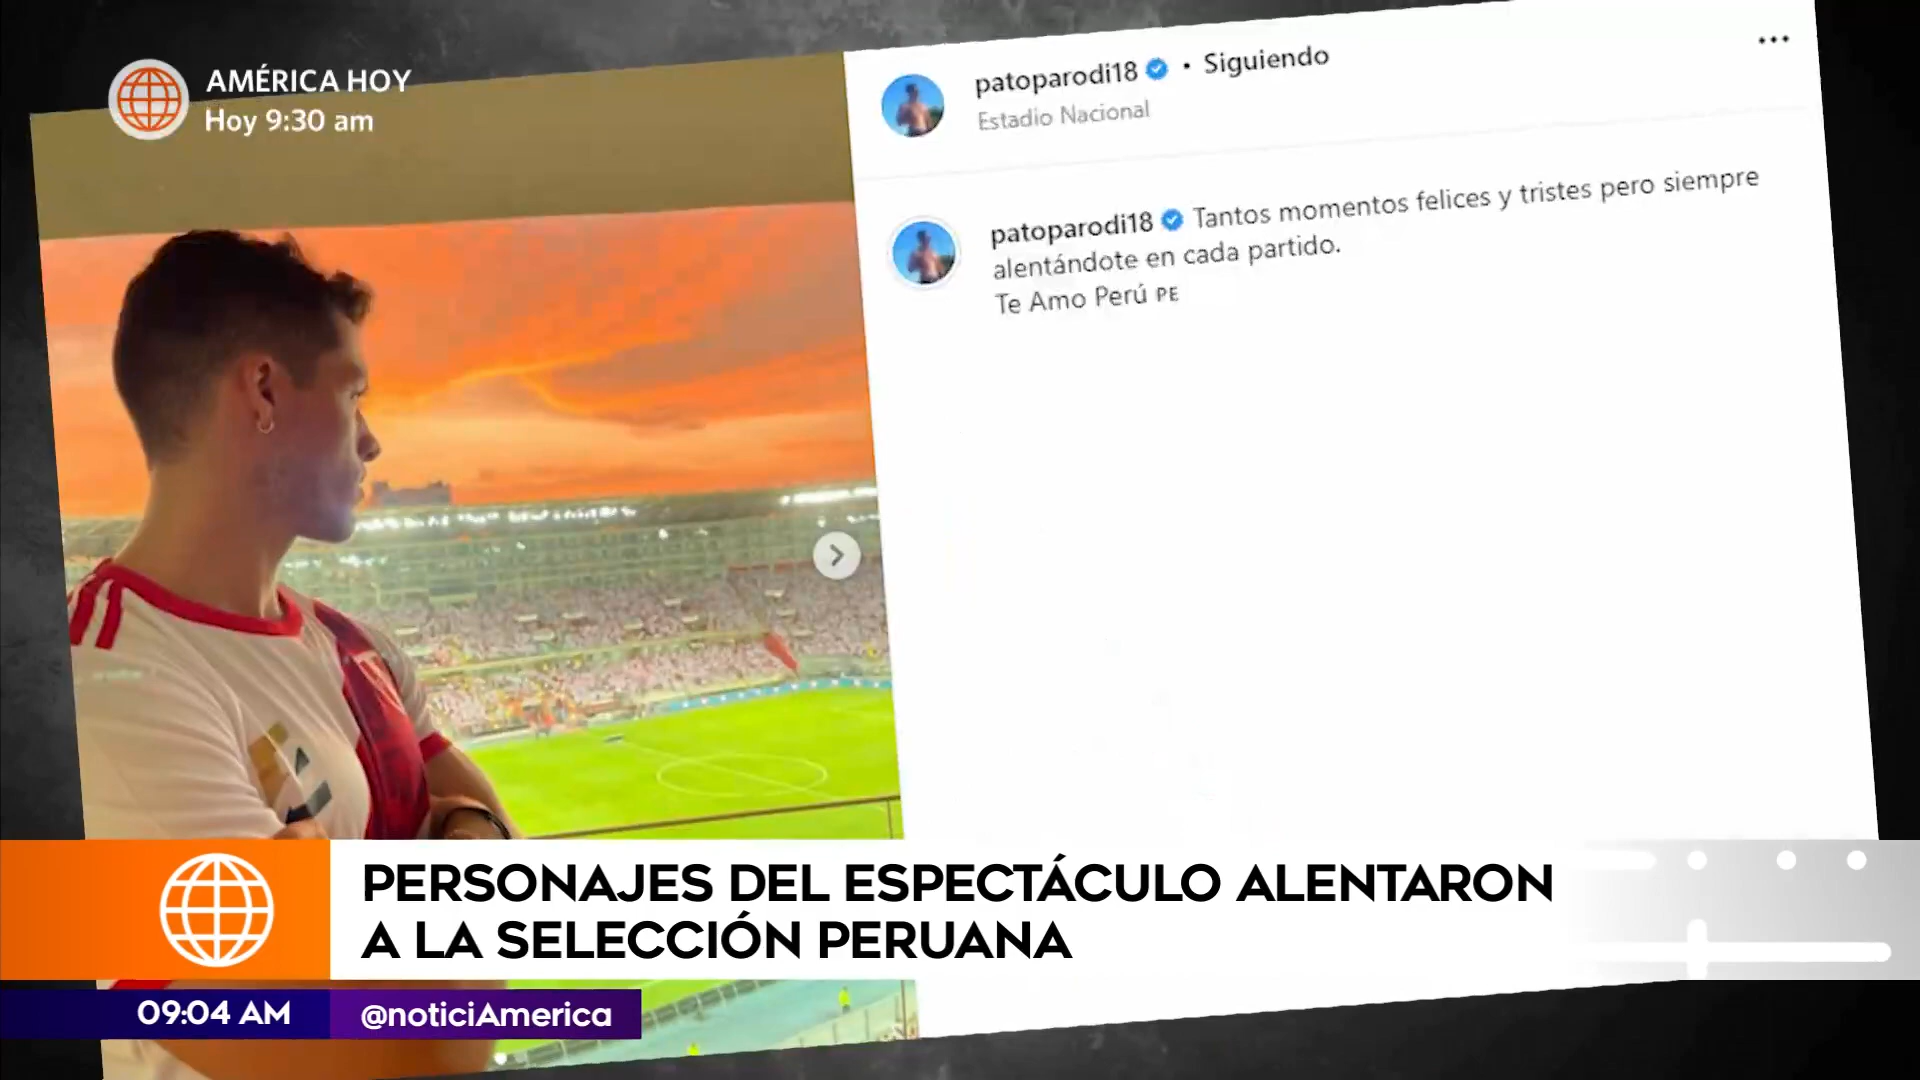 AMÉRICA HOY
Hoy 9:30 am
patoparodi18 • Siguiendo
Estadio Nacional
patoparodi18 Tantos momentos felices y tristes pero siempre
alentándote en cada partido.
Te Amo Perú PE
PERSONAJES DEL ESPECTÁCULO ALENTARON
A LA SELECCIÓN PERUANA
09:04 AM
@noticiAmerica